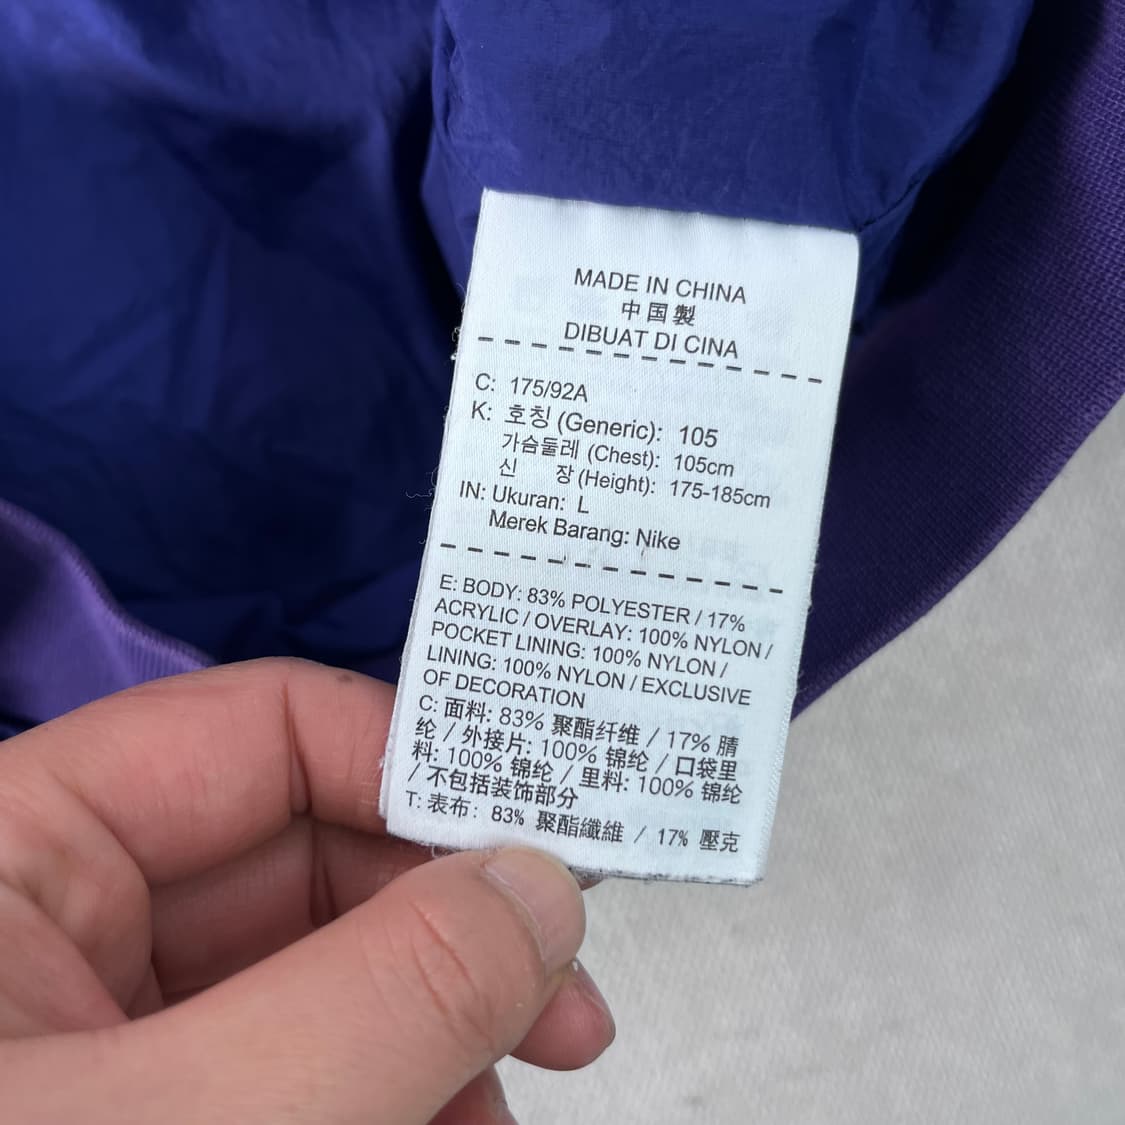 MADE IN CHINA
中国製
DIBUAT DI CINA
C: 175/92A
K: 호칭 (Generic): 105
가슴둘레 (Chest): 105cm
신 장 (Height): 175-185cm
IN: Ukuran: L
Merek Barang: Nike
E: BODY: 83% POLYESTER / 17%
ACRYLIC / OVERLAY: 100% NYLON /
POCKET LINING: 100% NYLON /
LINING: 100% NYLON / EXCLUSIVE
OF DECORATION
C: 面料: 83% 聚酯纤维 / 17% 腈
纶 / 外接片: 100% 锦纶 / 口袋里
料: 100% 锦纶 / 里料: 100% 锦纶
/ 不包括装饰部分
T: 表布: 83% 聚酯纖維 / 17% 壓克